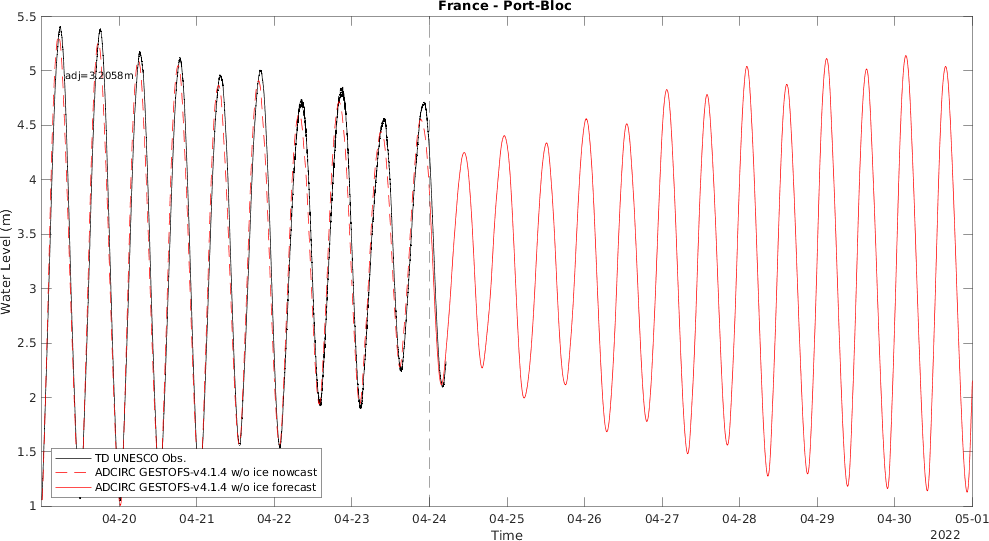 France - Port-Bloc
5.5
5
4.5
4
3.5
3
2.5
2
1.5
1
Water Level (m)
adj=3.2058m
TD UNESCO Obs.
ADCIRC GESTOFS-v4.1.4 w/o ice nowcast
ADCIRC GESTOFS-v4.1.4 w/o ice forecast
04-20 04-21 04-22 04-23 04-24 04-25 04-26 04-27 04-28 04-29 04-30 05-01
Time
2022